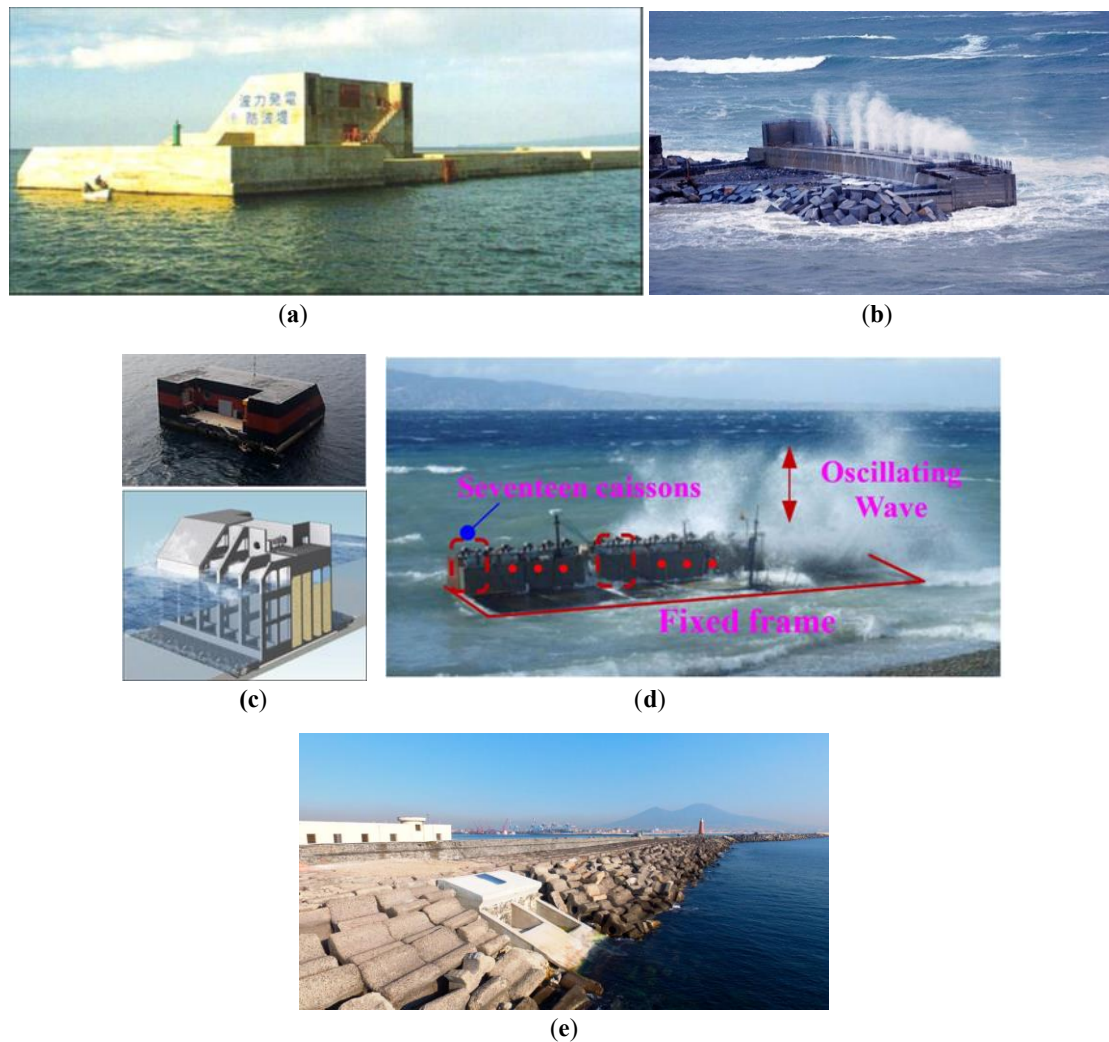 波力発電
防波堤
(a)
(b)
Seventeen caissons
Oscillating
Wave
Fixed frame
(c)
(d)
(e)